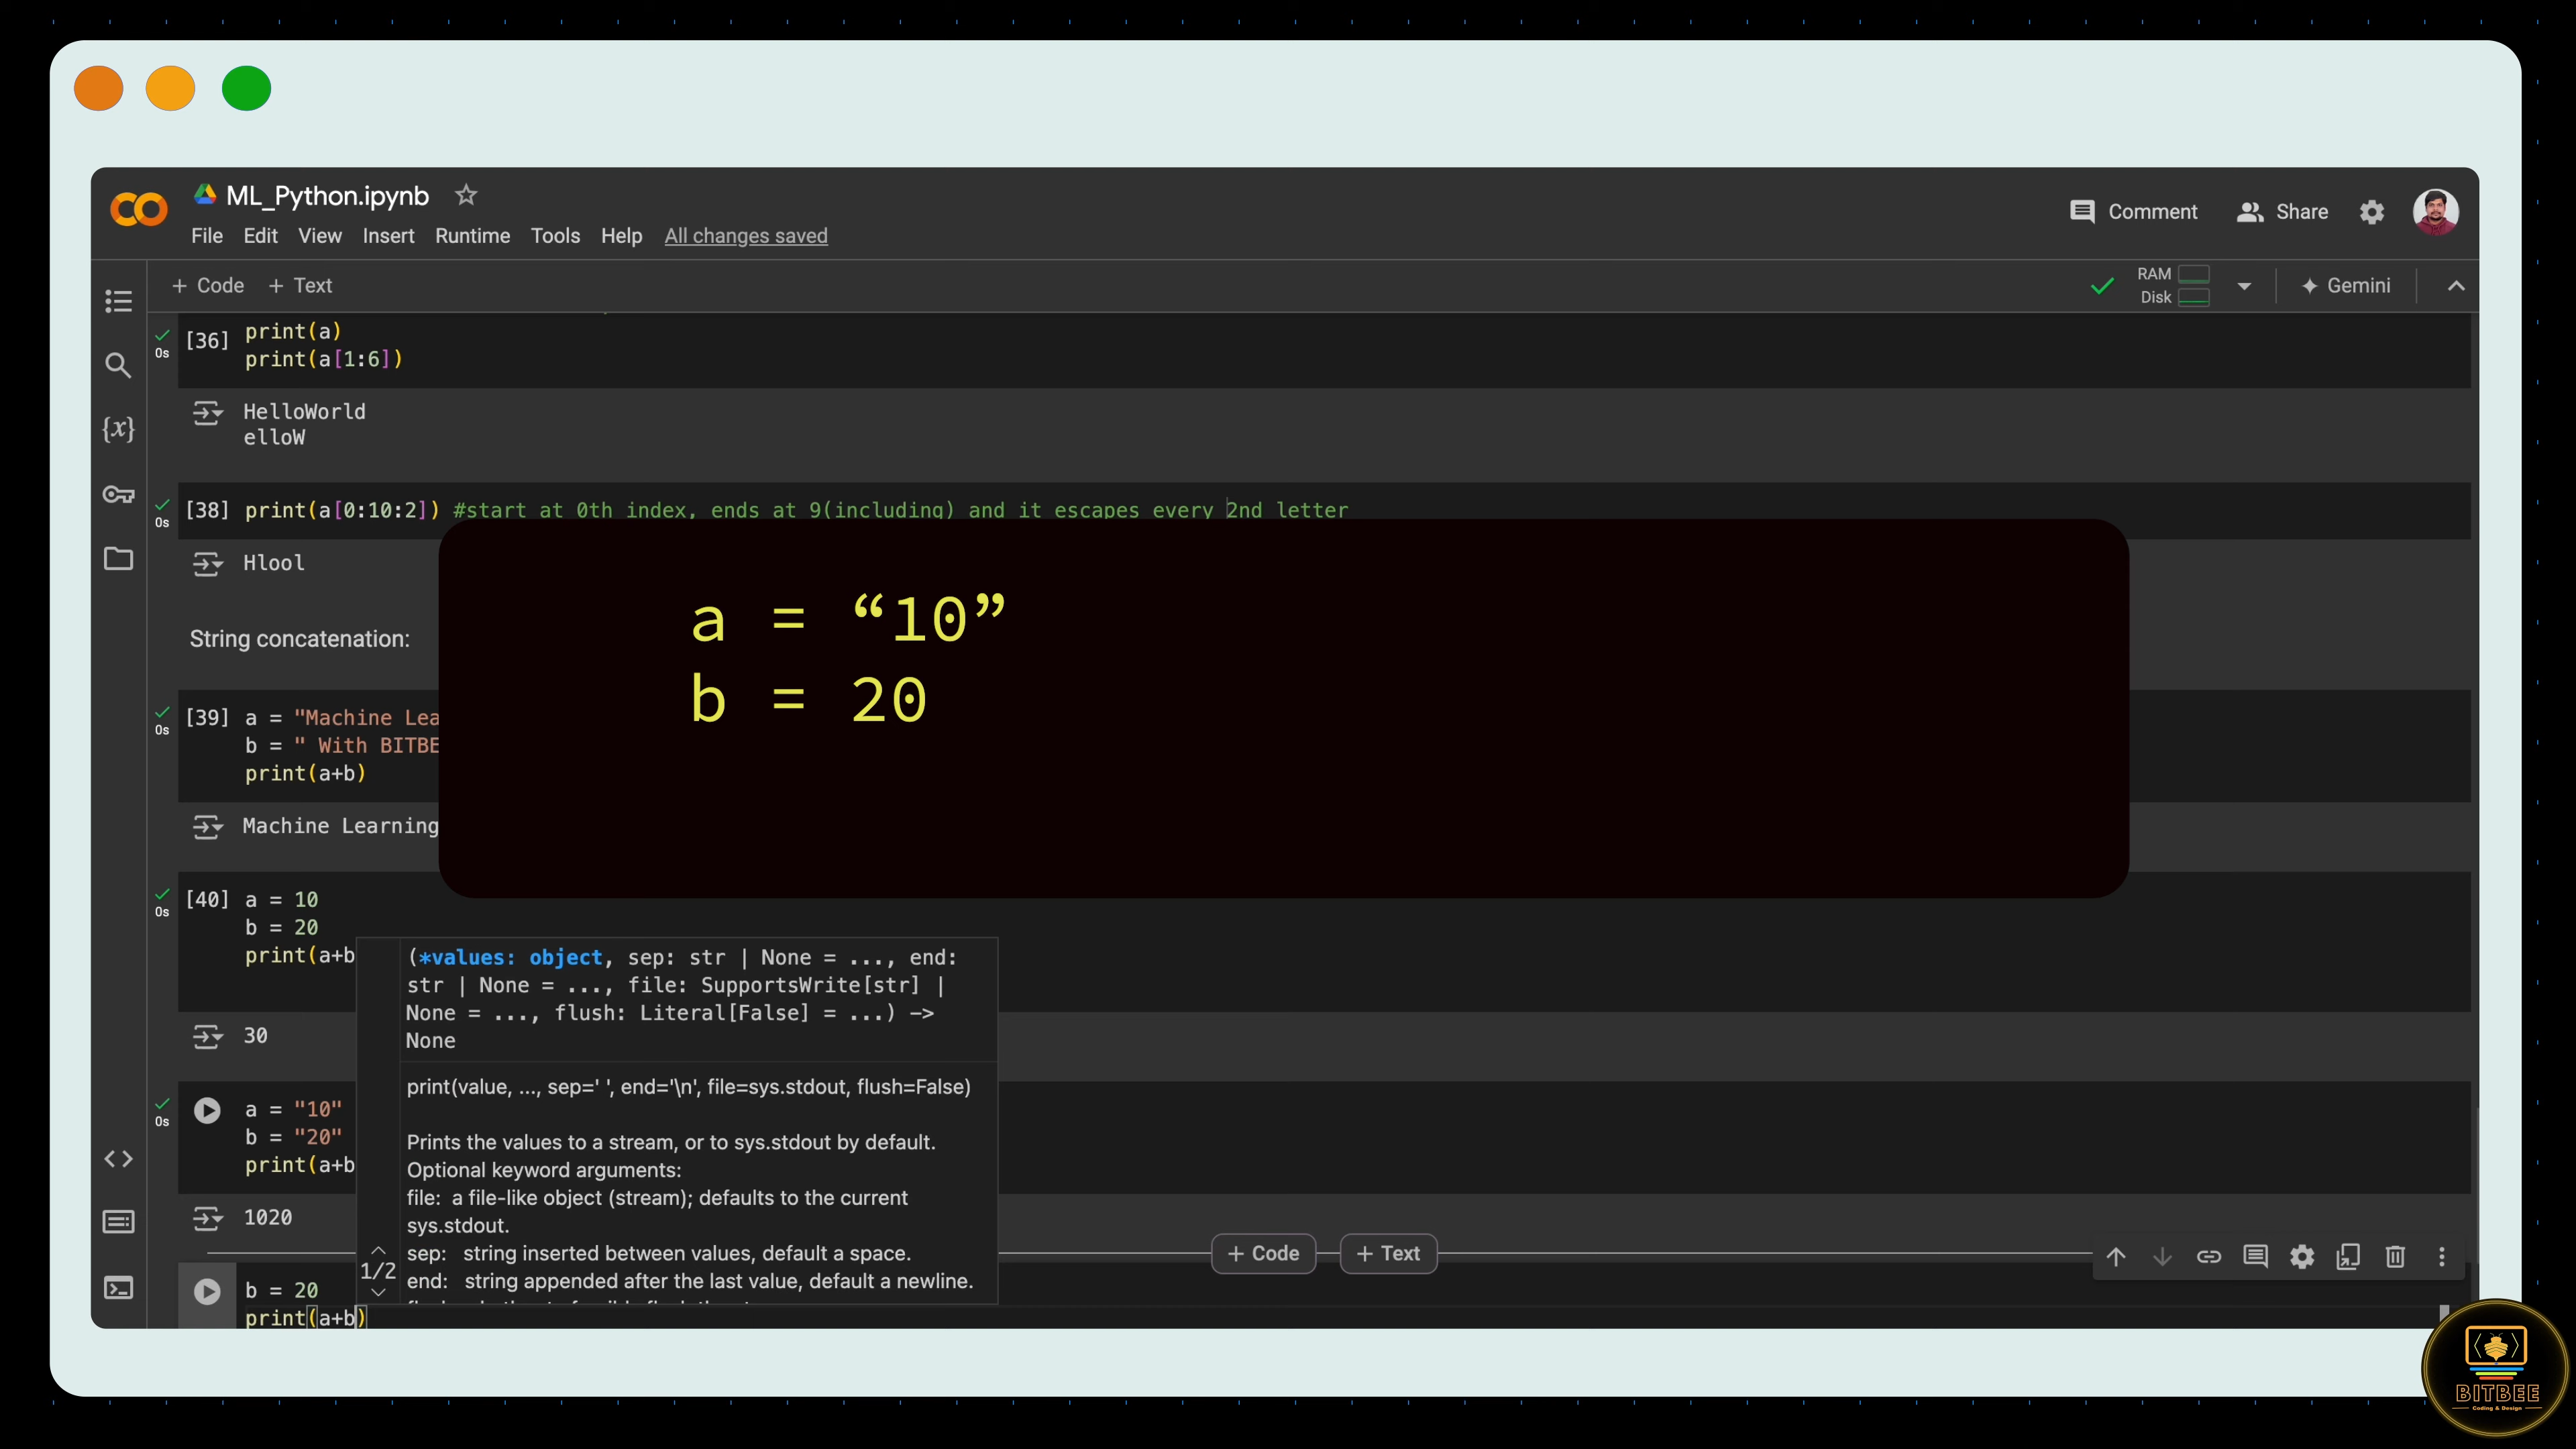 ML_Python.ipynb
File Edit View Insert Runtime Tools Help All changes saved
Comment Share
+ Code + Text
RAM
Disk
Gemini
0s
[36] print(a)
print(a[1:6])
HelloWorld
elloW
0s
[38] print(a[0:10:2]) #start at 0th index, ends at 9(including) and it escapes every 2nd letter
Hlool
a = “10”
b = 20
String concatenation:
0s
[39] a = "Machine Lea
b = " With BITBE
print(a+b)
Machine Learning
0s
[40] a = 10
b = 20
print(a+b
30
(*values: object, sep: str | None = ..., end:
str | None = ..., file: SupportsWrite[str] |
None = ..., flush: Literal[False] = ...) ->
None
print(value, ..., sep=' ', end='\n', file=sys.stdout, flush=False)
Prints the values to a stream, or to sys.stdout by default.
Optional keyword arguments:
file: a file-like object (stream); defaults to the current
sys.stdout.
sep: string inserted between values, default a space.
end: string appended after the last value, default a newline.
1/2
0s
a = "10"
b = "20"
print(a+b
1020
+ Code + Text
b = 20
print(a+b)
BITBEE
Coding & Design